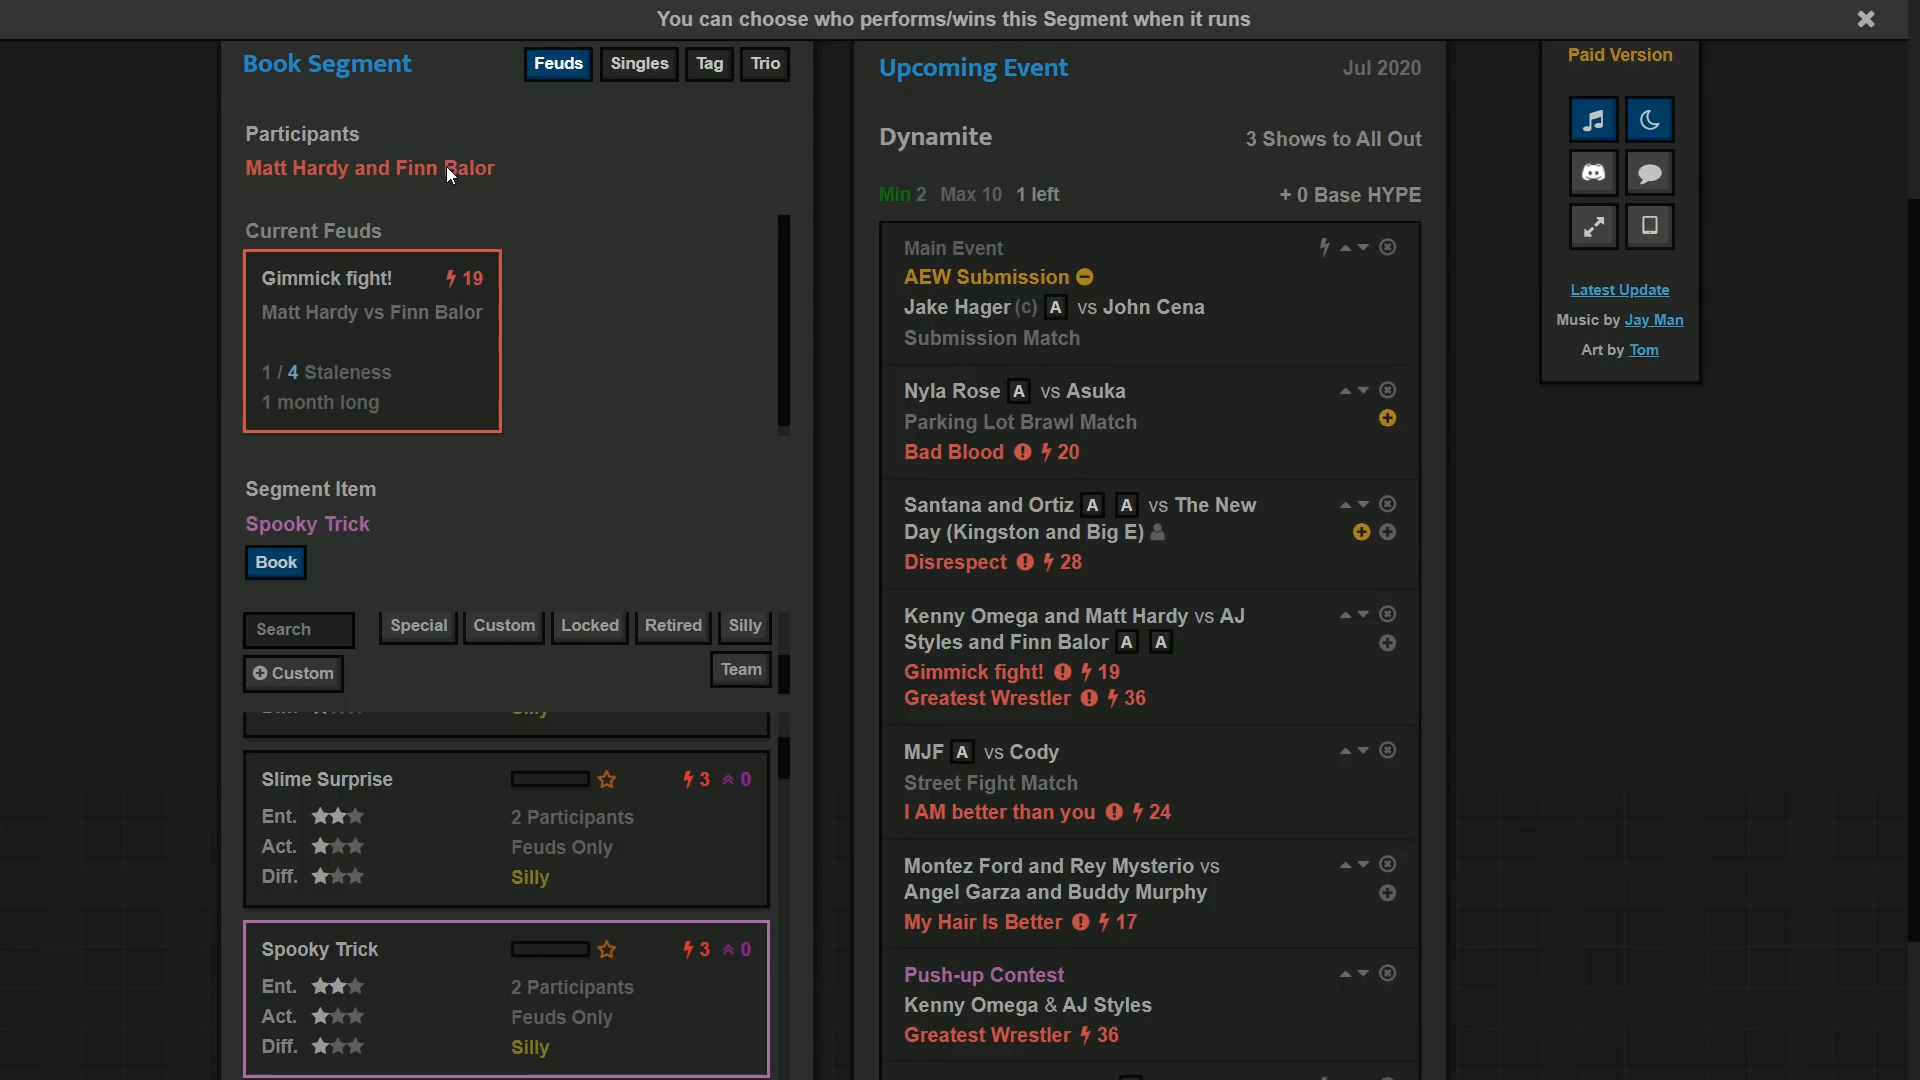 You can choose who performs/wins this Segment when it runs
Book Segment
Feuds Singles Tag Trio
Participants
Matt Hardy and Finn Balor
Current Feuds
Gimmick fight! 19
Matt Hardy vs Finn Balor
1 / 4 Staleness
1 month long
Segment Item
Spooky Trick
Book
Search Special Custom Locked Retired Silly
Custom Team
Slime Surprise 3 0
Ent. 2 Participants
Act. Feuds Only
Diff. Silly
Spooky Trick 3 0
Ent. 2 Participants
Act. Feuds Only
Diff. Silly
Upcoming Event Jul 2020
Dynamite 3 Shows to All Out
Min 2 Max 10 1 left + 0 Base HYPE
Main Event
AEW Submission
Jake Hager (c) A vs John Cena
Submission Match
Nyla Rose A vs Asuka
Parking Lot Brawl Match
Bad Blood 20
Santana and Ortiz A A vs The New
Day (Kingston and Big E)
Disrespect 28
Kenny Omega and Matt Hardy vs AJ
Styles and Finn Balor A A
Gimmick fight! 19
Greatest Wrestler 36
MJF A vs Cody
Street Fight Match
I AM better than you 24
Montez Ford and Rey Mysterio vs
Angel Garza and Buddy Murphy
My Hair Is Better 17
Push-up Contest
Kenny Omega & AJ Styles
Greatest Wrestler 36
Paid Version
Latest Update
Music by Jay Man
Art by Tom